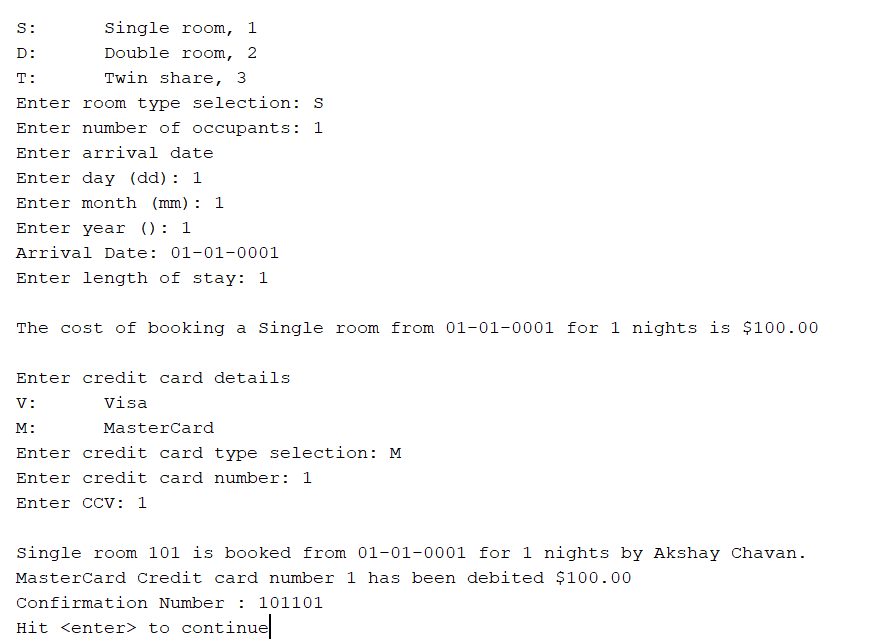 S: Single room, 1
D: Double room, 2
T: Twin share, 3
Enter room type selection: S
Enter number of occupants: 1
Enter arrival date
Enter day (dd): 1
Enter month (mm): 1
Enter year (): 1
Arrival Date: 01-01-0001
Enter length of stay: 1
The cost of booking a Single room from 01-01-0001 for 1 nights is $100.00
Enter credit card details
V: Visa
M: MasterCard
Enter credit card type selection: M
Enter credit card number: 1
Enter CCV: 1
Single room 101 is booked from 01-01-0001 for 1 nights by Akshay Chavan.
MasterCard Credit card number 1 has been debited $100.00
Confirmation Number : 101101
Hit <enter> to continue